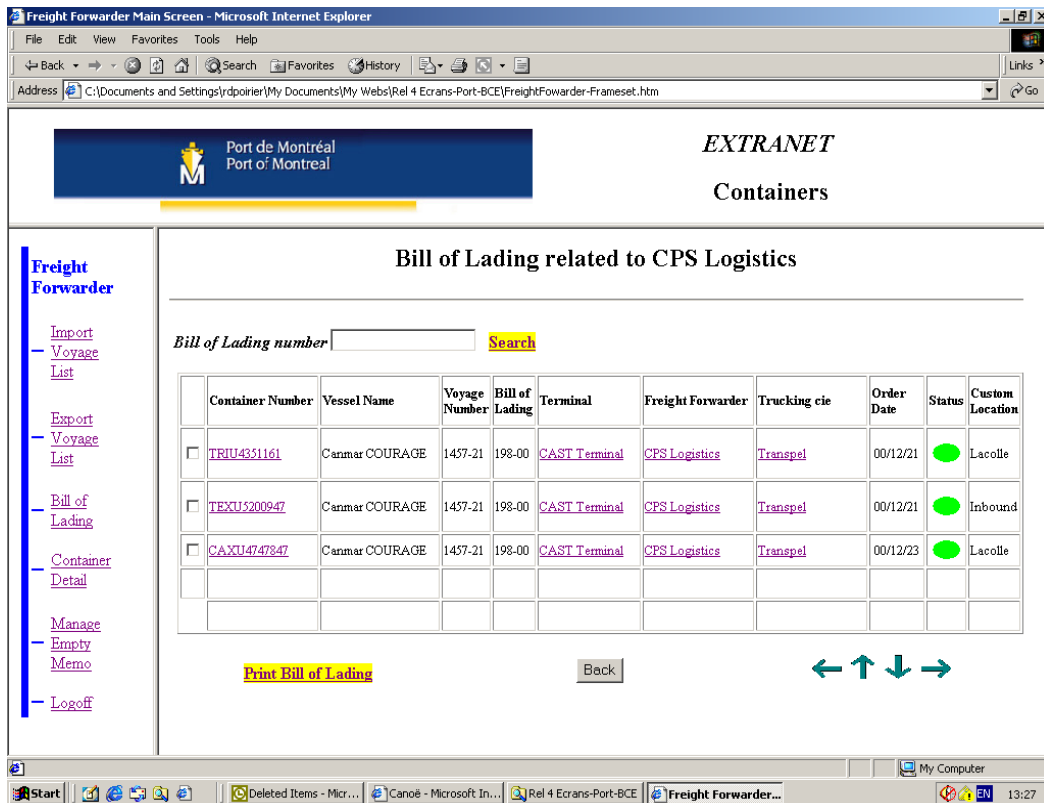 Freight Forwarder Main Screen - Microsoft Internet Explorer
File Edit View Favorites Tools Help
Back Search Favorites History Links »
Address C:\Documents and Settings\rdpoirier\My Documents\My Webs\Rel 4 Ecrans-Port-BCE\FreightFowarder-Frameset.htm Go
Port de Montréal
Port of Montreal
EXTRANET
Containers
Freight
Forwarder
Import
Voyage
List
Export
Voyage
List
Bill of
Lading
Container
Detail
Manage
Empty
Memo
Logoff
Bill of Lading related to CPS Logistics
Bill of Lading number Search
Container Number Vessel Name Voyage Number Bill of Lading Terminal Freight Forwarder Trucking cie Order Date Status Custom Location
TRIU4351161 Canmar COURAGE 1457-21 198-00 CAST Terminal CPS Logistics Transpel 00/12/21 Lacolle
TEXU5200947 Canmar COURAGE 1457-21 198-00 CAST Terminal CPS Logistics Transpel 00/12/21 Inbound
CAXU4747847 Canmar COURAGE 1457-21 198-00 CAST Terminal CPS Logistics Transpel 00/12/23 Lacolle
Print Bill of Lading Back
My Computer
Start Deleted Items - Micr... Canoë - Microsoft In... Rel 4 Ecrans-Port-BCE Freight Forwarder... EN 13:27